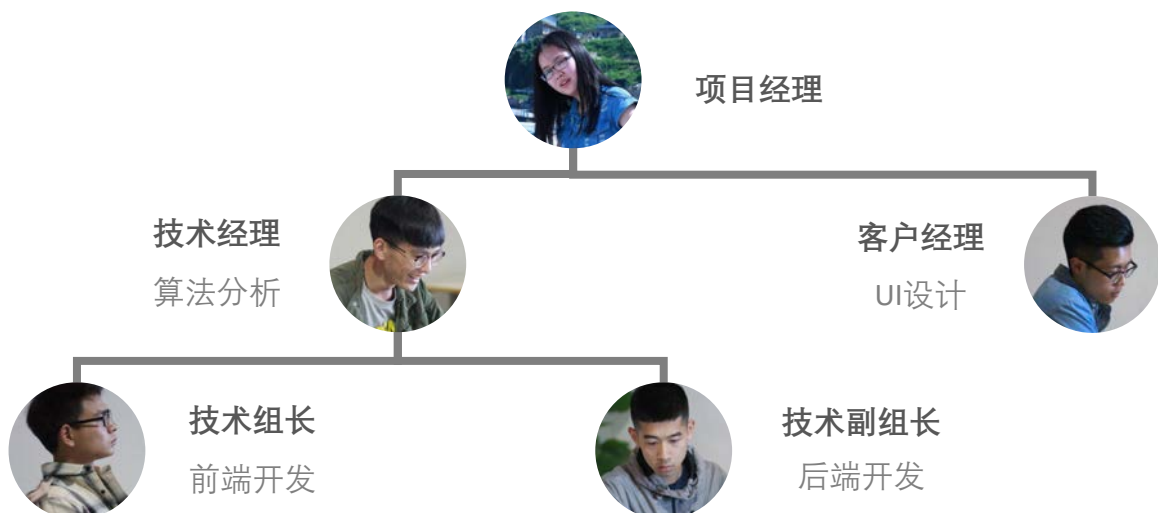 项目经理
技术经理
算法分析
客户经理
UI设计
技术组长
前端开发
技术副组长
后端开发